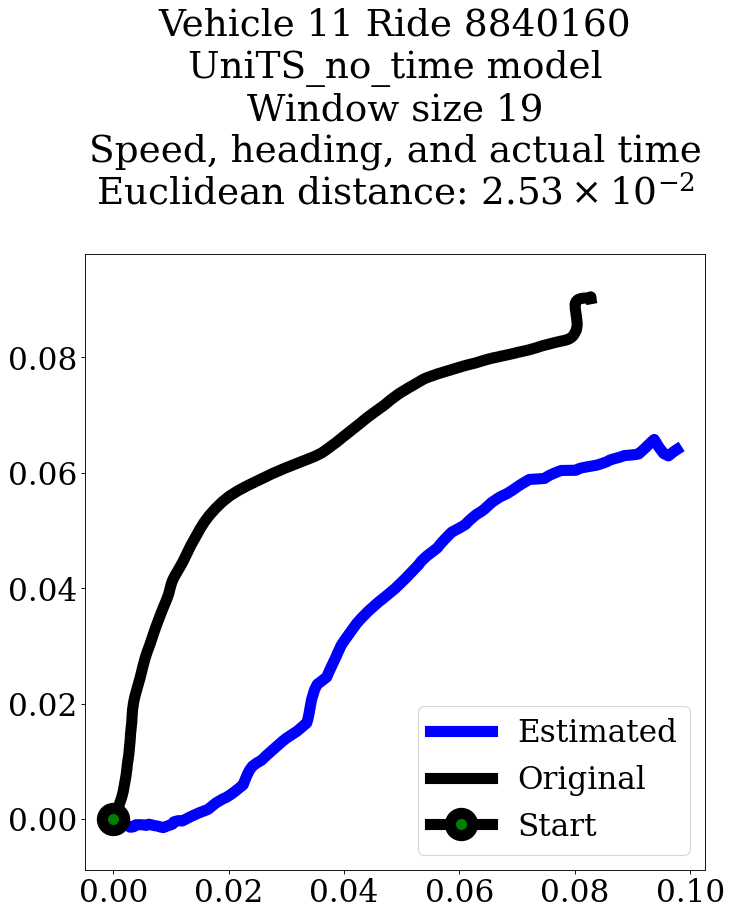 Vehicle 11 Ride 8840160
UniTS_no_time model
Window size 19
Speed, heading, and actual time
Euclidean distance: 2.53 × 10⁻²
0.08
0.06
0.04
0.02
0.00
Estimated
Original
Start
0.00 0.02 0.04 0.06 0.08 0.10